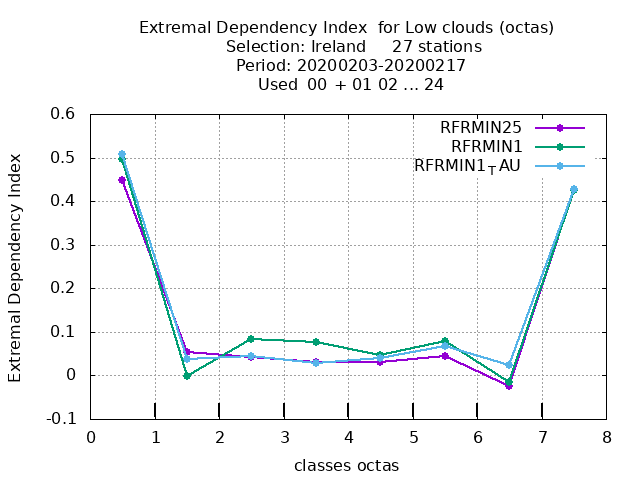 Extremal Dependency Index  for Low clouds (octas)
Selection: Ireland     27 stations
Period: 20200203-20200217
Used  00  + 01 02 ... 24
RFRMIN25
RFRMIN1
RFRMIN1TAU
Extremal Dependency Index
0.6
0.5
0.4
0.3
0.2
0.1
0
-0.1
0 1 2 3 4 5 6 7 8
classes octas